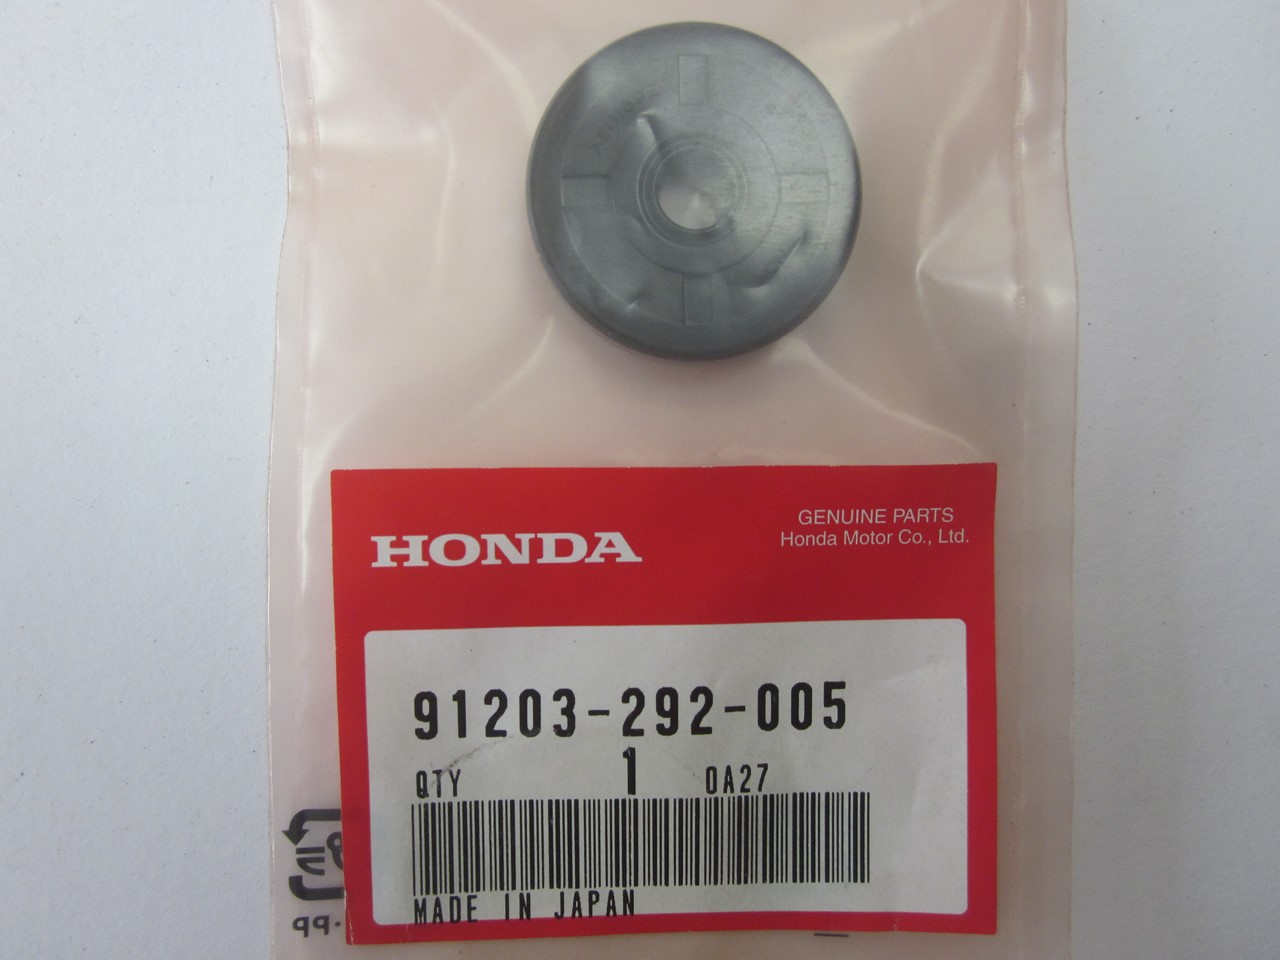 HONDA
GENUINE PARTS
Honda Motor Co., Ltd.
91203-292-005
QTY 1 0A27
MADE IN JAPAN